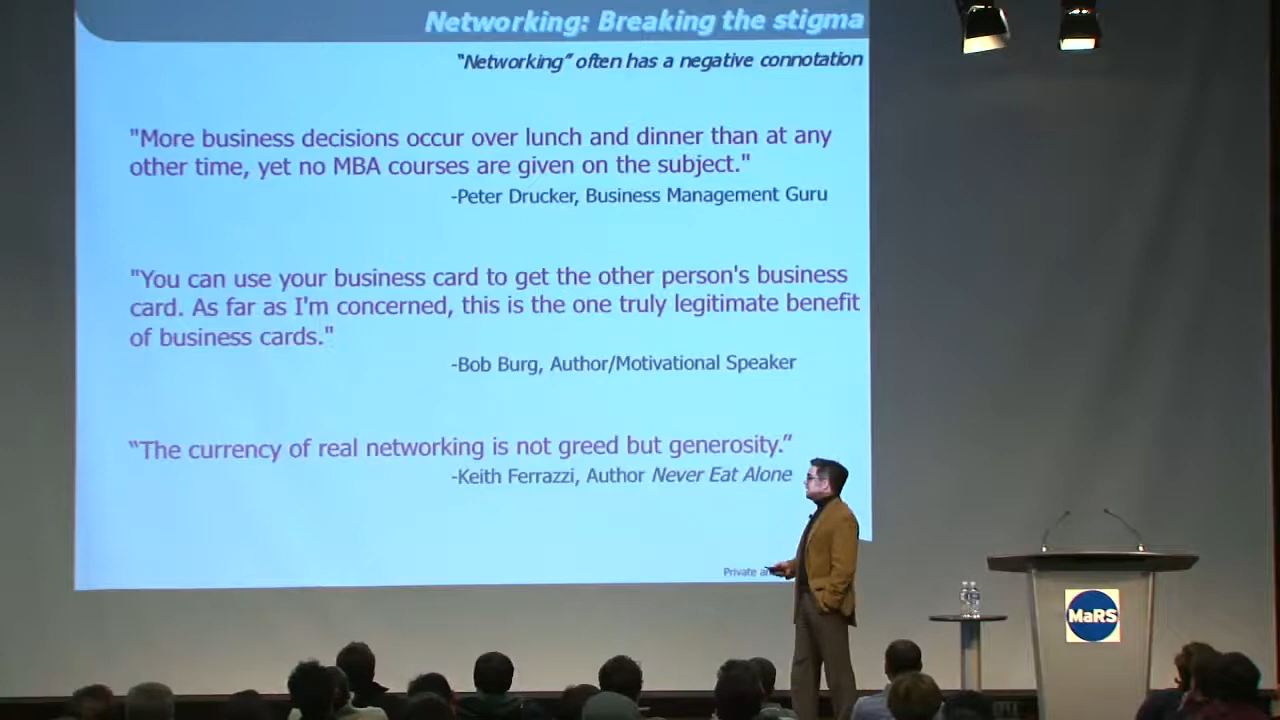 Networking: Breaking the stigma
“Networking” often has a negative connotation
"More business decisions occur over lunch and dinner than at any
other time, yet no MBA courses are given on the subject."
-Peter Drucker, Business Management Guru
"You can use your business card to get the other person's business
card. As far as I'm concerned, this is the one truly legitimate benefit
of business cards."
-Bob Burg, Author/Motivational Speaker
“The currency of real networking is not greed but generosity.”
-Keith Ferrazzi, Author Never Eat Alone
Private
MaRS